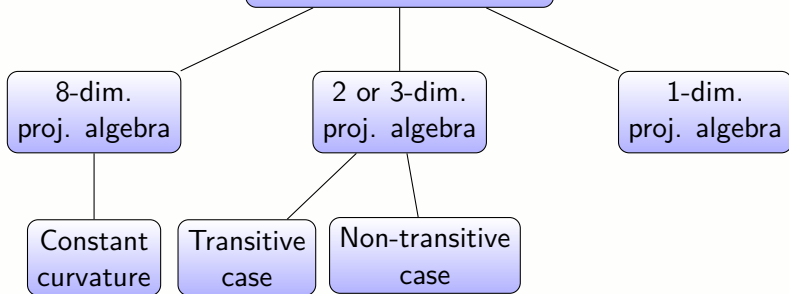 8-dim.
proj. algebra
2 or 3-dim.
proj. algebra
1-dim.
proj. algebra
Constant
curvature
Transitive
case
Non-transitive
case